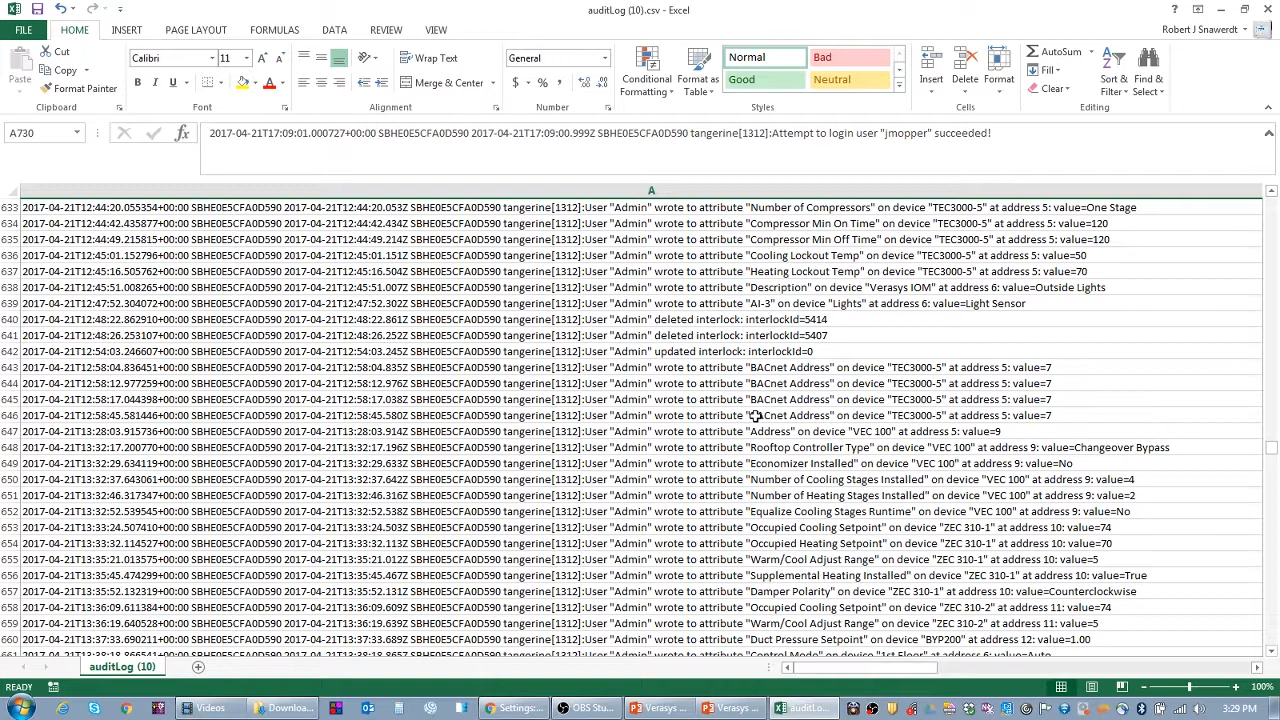 auditLog (10).csv - Excel
FILE HOME INSERT PAGE LAYOUT FORMULAS DATA REVIEW VIEW Robert J Snawerdt
Paste Cut Copy Format Painter Clipboard
Calibri 11 B I U Font
Wrap Text Merge & Center Alignment
General $ % , Number
Conditional Formatting Format as Table Normal Bad Good Neutral Styles
Insert Delete Format Cells
AutoSum Fill Clear Sort & Filter Find & Select Editing
A730 fx 2017-04-21T17:09:01.000727+00:00 SBHE0E5CFA0D590 2017-04-21T17:09:00.999Z SBHE0E5CFA0D590 tangerine[1312]:Attempt to login user "jmopper" succeeded!
A
633 2017-04-21T12:44:20.055354+00:00 SBHE0E5CFA0D590 2017-04-21T12:44:20.053Z SBHE0E5CFA0D590 tangerine[1312]:User "Admin" wrote to attribute "Number of Compressors" on device "TEC3000-5" at address 5: value=One Stage
634 2017-04-21T12:44:42.435877+00:00 SBHE0E5CFA0D590 2017-04-21T12:44:42.434Z SBHE0E5CFA0D590 tangerine[1312]:User "Admin" wrote to attribute "Compressor Min On Time" on device "TEC3000-5" at address 5: value=120
635 2017-04-21T12:44:49.215815+00:00 SBHE0E5CFA0D590 2017-04-21T12:44:49.214Z SBHE0E5CFA0D590 tangerine[1312]:User "Admin" wrote to attribute "Compressor Min Off Time" on device "TEC3000-5" at address 5: value=120
636 2017-04-21T12:45:01.152796+00:00 SBHE0E5CFA0D590 2017-04-21T12:45:01.151Z SBHE0E5CFA0D590 tangerine[1312]:User "Admin" wrote to attribute "Cooling Lockout Temp" on device "TEC3000-5" at address 5: value=50
637 2017-04-21T12:45:16.505762+00:00 SBHE0E5CFA0D590 2017-04-21T12:45:16.504Z SBHE0E5CFA0D590 tangerine[1312]:User "Admin" wrote to attribute "Heating Lockout Temp" on device "TEC3000-5" at address 5: value=70
638 2017-04-21T12:45:51.008265+00:00 SBHE0E5CFA0D590 2017-04-21T12:45:51.007Z SBHE0E5CFA0D590 tangerine[1312]:User "Admin" wrote to attribute "Description" on device "Verasys IOM" at address 6: value=Outside Lights
639 2017-04-21T12:47:52.304072+00:00 SBHE0E5CFA0D590 2017-04-21T12:47:52.302Z SBHE0E5CFA0D590 tangerine[1312]:User "Admin" wrote to attribute "AI-3" on device "Lights" at address 6: value=Light Sensor
640 2017-04-21T12:48:22.862910+00:00 SBHE0E5CFA0D590 2017-04-21T12:48:22.861Z SBHE0E5CFA0D590 tangerine[1312]:User "Admin" deleted interlock: interlockId=5414
641 2017-04-21T12:48:26.253107+00:00 SBHE0E5CFA0D590 2017-04-21T12:48:26.252Z SBHE0E5CFA0D590 tangerine[1312]:User "Admin" deleted interlock: interlockId=5407
642 2017-04-21T12:54:03.246607+00:00 SBHE0E5CFA0D590 2017-04-21T12:54:03.245Z SBHE0E5CFA0D590 tangerine[1312]:User "Admin" updated interlock: interlockId=0
643 2017-04-21T12:58:04.836451+00:00 SBHE0E5CFA0D590 2017-04-21T12:58:04.835Z SBHE0E5CFA0D590 tangerine[1312]:User "Admin" wrote to attribute "BACnet Address" on device "TEC3000-5" at address 5: value=7
644 2017-04-21T12:58:12.977259+00:00 SBHE0E5CFA0D590 2017-04-21T12:58:12.976Z SBHE0E5CFA0D590 tangerine[1312]:User "Admin" wrote to attribute "BACnet Address" on device "TEC3000-5" at address 5: value=7
645 2017-04-21T12:58:17.044398+00:00 SBHE0E5CFA0D590 2017-04-21T12:58:17.038Z SBHE0E5CFA0D590 tangerine[1312]:User "Admin" wrote to attribute "BACnet Address" on device "TEC3000-5" at address 5: value=7
646 2017-04-21T12:58:45.581446+00:00 SBHE0E5CFA0D590 2017-04-21T12:58:45.580Z SBHE0E5CFA0D590 tangerine[1312]:User "Admin" wrote to attribute "BACnet Address" on device "TEC3000-5" at address 5: value=7
647 2017-04-21T13:28:03.915736+00:00 SBHE0E5CFA0D590 2017-04-21T13:28:03.914Z SBHE0E5CFA0D590 tangerine[1312]:User "Admin" wrote to attribute "Address" on device "VEC 100" at address 5: value=9
648 2017-04-21T13:32:17.200770+00:00 SBHE0E5CFA0D590 2017-04-21T13:32:17.196Z SBHE0E5CFA0D590 tangerine[1312]:User "Admin" wrote to attribute "Rooftop Controller Type" on device "VEC 100" at address 9: value=Changeover Bypass
649 2017-04-21T13:32:29.634119+00:00 SBHE0E5CFA0D590 2017-04-21T13:32:29.633Z SBHE0E5CFA0D590 tangerine[1312]:User "Admin" wrote to attribute "Economizer Installed" on device "VEC 100" at address 9: value=No
650 2017-04-21T13:32:37.643061+00:00 SBHE0E5CFA0D590 2017-04-21T13:32:37.642Z SBHE0E5CFA0D590 tangerine[1312]:User "Admin" wrote to attribute "Number of Cooling Stages Installed" on device "VEC 100" at address 9: value=4
651 2017-04-21T13:32:46.317347+00:00 SBHE0E5CFA0D590 2017-04-21T13:32:46.316Z SBHE0E5CFA0D590 tangerine[1312]:User "Admin" wrote to attribute "Number of Heating Stages Installed" on device "VEC 100" at address 9: value=2
652 2017-04-21T13:32:52.539545+00:00 SBHE0E5CFA0D590 2017-04-21T13:32:52.538Z SBHE0E5CFA0D590 tangerine[1312]:User "Admin" wrote to attribute "Equalize Cooling Stages Runtime" on device "VEC 100" at address 9: value=No
653 2017-04-21T13:33:24.507410+00:00 SBHE0E5CFA0D590 2017-04-21T13:33:24.503Z SBHE0E5CFA0D590 tangerine[1312]:User "Admin" wrote to attribute "Occupied Cooling Setpoint" on device "ZEC 310-1" at address 10: value=74
654 2017-04-21T13:33:32.114527+00:00 SBHE0E5CFA0D590 2017-04-21T13:33:32.113Z SBHE0E5CFA0D590 tangerine[1312]:User "Admin" wrote to attribute "Occupied Heating Setpoint" on device "ZEC 310-1" at address 10: value=70
655 2017-04-21T13:35:21.013575+00:00 SBHE0E5CFA0D590 2017-04-21T13:35:21.012Z SBHE0E5CFA0D590 tangerine[1312]:User "Admin" wrote to attribute "Warm/Cool Adjust Range" on device "ZEC 310-1" at address 10: value=5
656 2017-04-21T13:35:45.474299+00:00 SBHE0E5CFA0D590 2017-04-21T13:35:45.467Z SBHE0E5CFA0D590 tangerine[1312]:User "Admin" wrote to attribute "Supplemental Heating Installed" on device "ZEC 310-1" at address 10: value=True
657 2017-04-21T13:35:52.132319+00:00 SBHE0E5CFA0D590 2017-04-21T13:35:52.131Z SBHE0E5CFA0D590 tangerine[1312]:User "Admin" wrote to attribute "Damper Polarity" on device "ZEC 310-1" at address 10: value=Counterclockwise
658 2017-04-21T13:36:09.611384+00:00 SBHE0E5CFA0D590 2017-04-21T13:36:09.609Z SBHE0E5CFA0D590 tangerine[1312]:User "Admin" wrote to attribute "Occupied Cooling Setpoint" on device "ZEC 310-2" at address 11: value=74
659 2017-04-21T13:36:19.640528+00:00 SBHE0E5CFA0D590 2017-04-21T13:36:19.639Z SBHE0E5CFA0D590 tangerine[1312]:User "Admin" wrote to attribute "Warm/Cool Adjust Range" on device "ZEC 310-2" at address 11: value=5
660 2017-04-21T13:37:33.690211+00:00 SBHE0E5CFA0D590 2017-04-21T13:37:33.689Z SBHE0E5CFA0D590 tangerine[1312]:User "Admin" wrote to attribute "Duct Pressure Setpoint" on device "BYP200" at address 12: value=1.00
661 SBHE0E5CFA0D590 SBHE0E5CFA0D590 tangerine[1312]:User "Admin" wrote to attribute "Control Mode" on device "1st Floor" at address 6: value=Auto
auditLog (10)
READY 100%
Videos Downloa... Settings:... OBS Stu... Verasys ... Verasys ... auditLo... 3:29 PM